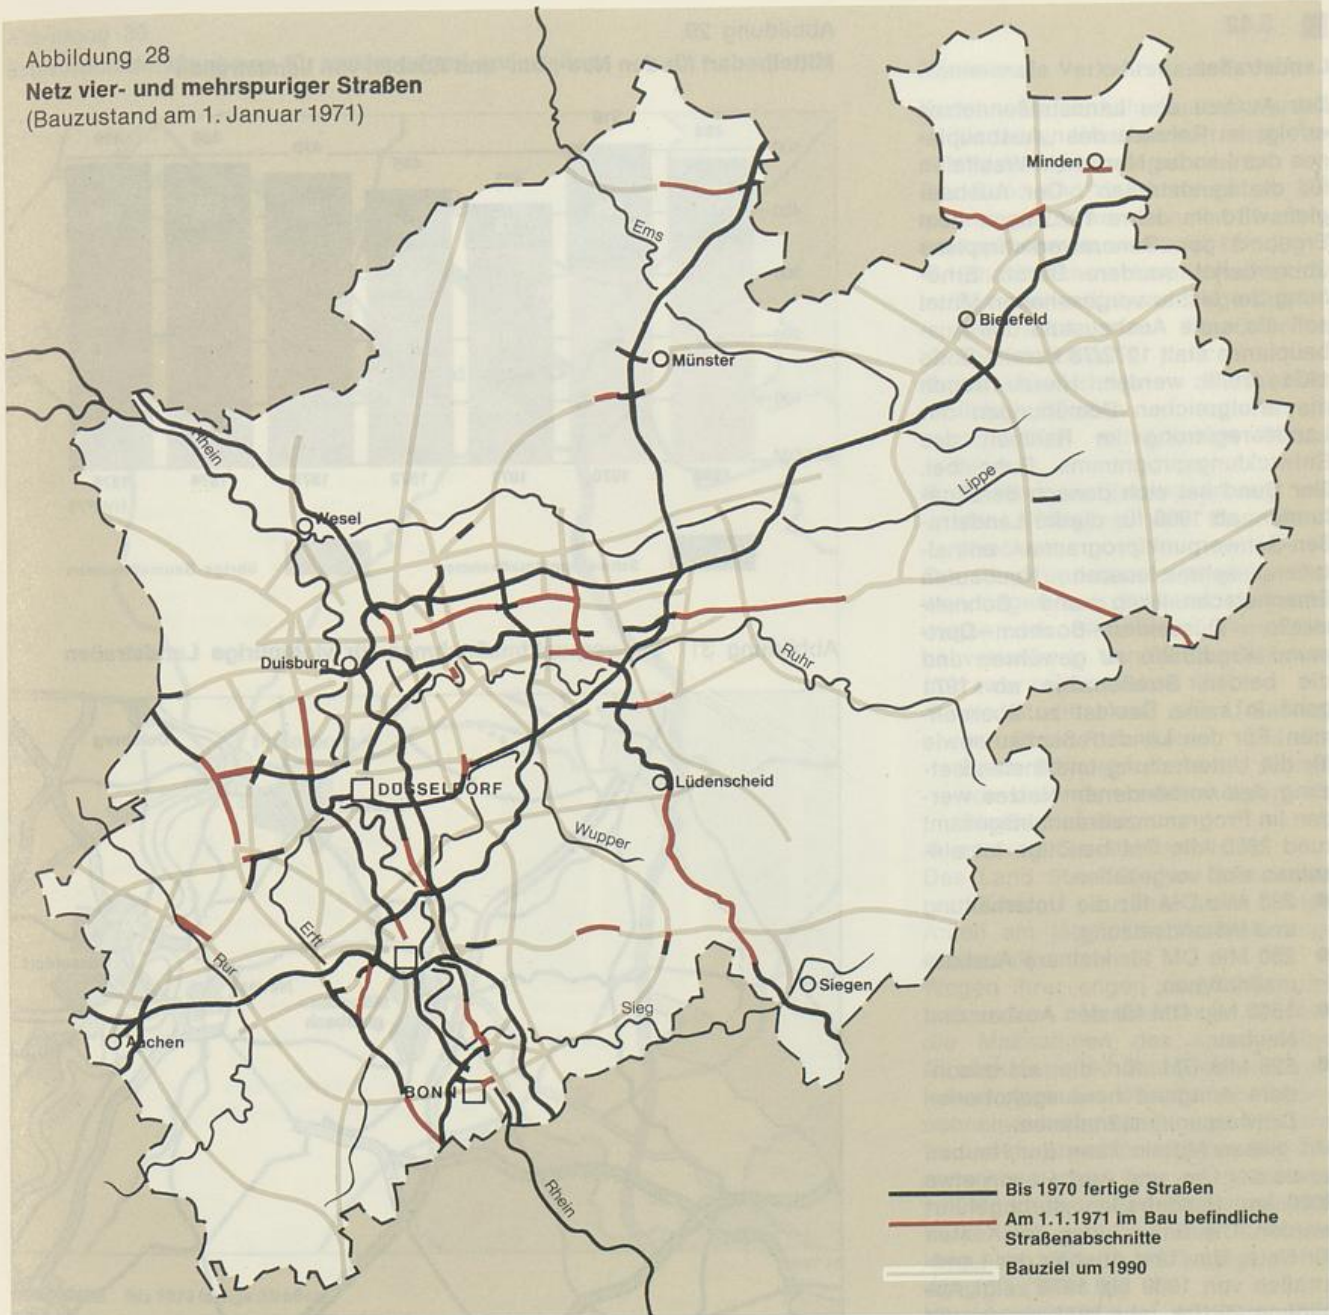 Abbildung 28
Netz vier- und mehrspuriger Straßen
(Bauzustand am 1. Januar 1971)
Minden
Ems
Bielefeld
Münster
Rhein
Lippe
Wesel
Duisburg
Ruhr
DÜSSELDORF
Lüdenscheid
Wupper
Erft
Rur
Siegen
Sieg
Aachen
BONN
Rhein
Bis 1970 fertige Straßen
Am 1.1.1971 im Bau befindliche
Straßenabschnitte
Bauziel um 1990